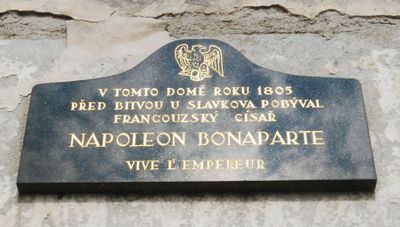 V TOMTO DOMĚ ROKU 1805
PŘED BITVOU U SLAVKOVA POBÝVAL
FRANCOUZSKÝ CÍSAŘ
NAPOLEON BONAPARTE
VIVE L'EMPEREUR